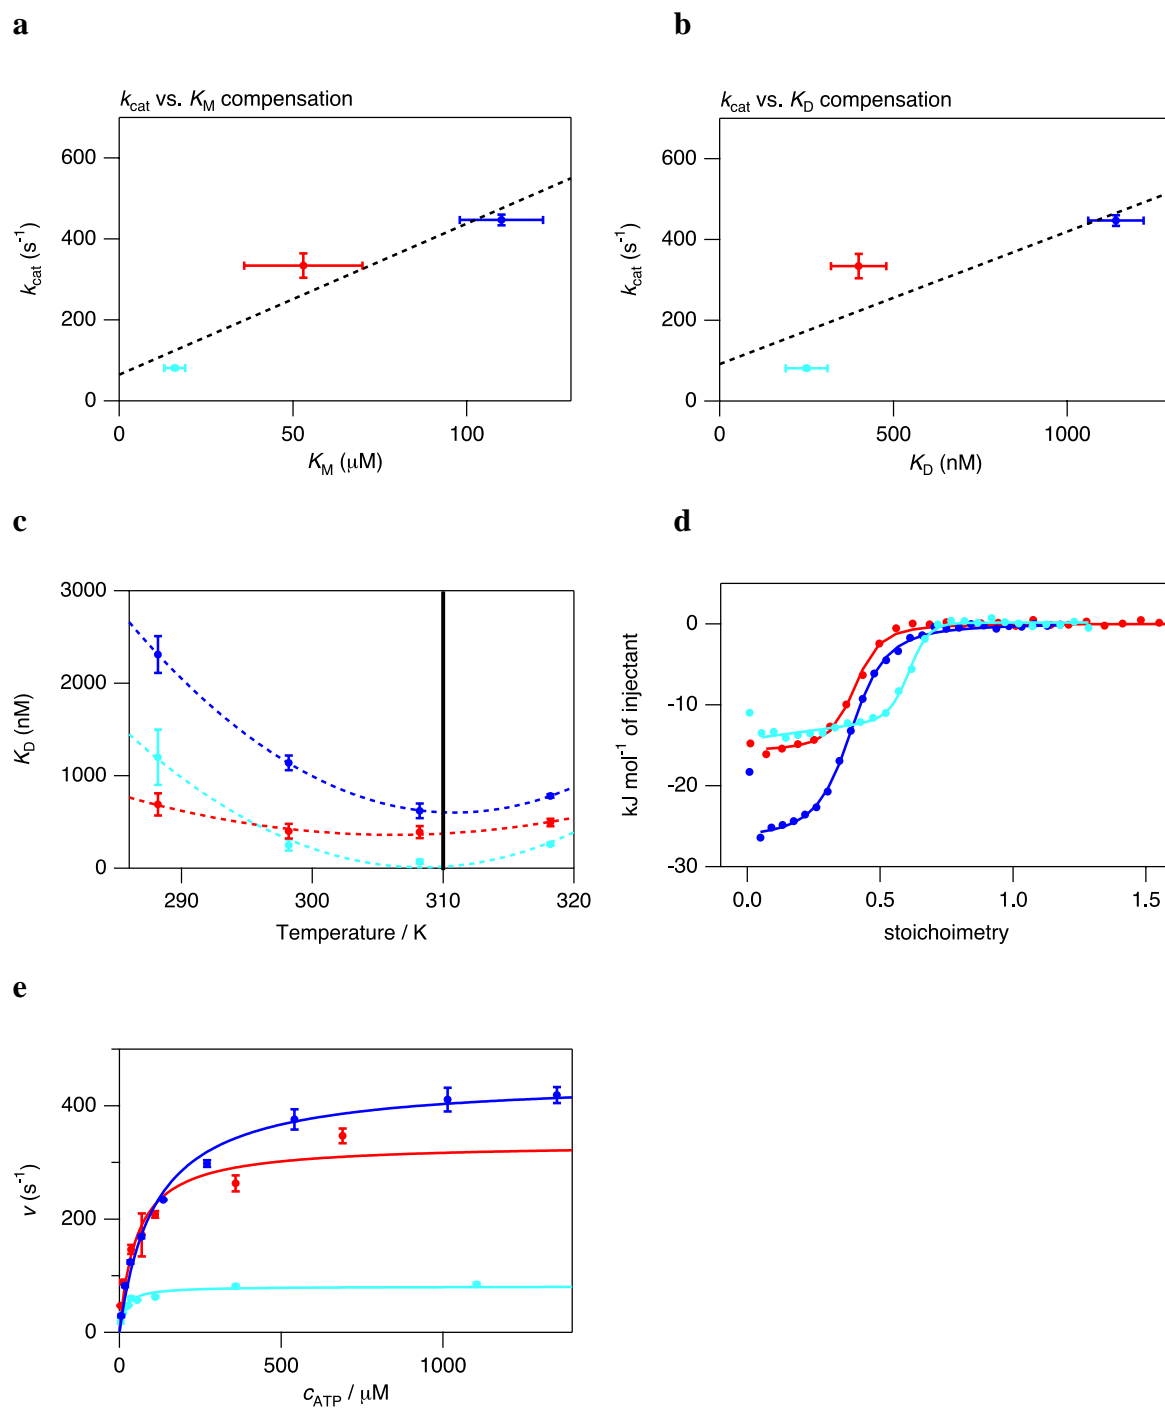 a
b
kcat vs. KM compensation
kcat vs. KD compensation
600
400
200
0
kcat (s-1)
0
50
100
KM (μM)
600
400
200
0
kcat (s-1)
0
500
1000
KD (nM)
c
d
3000
2000
1000
0
KD (nM)
290
300
310
320
Temperature / K
0
-10
-20
-30
kJ mol-1 of injectant
0.0
0.5
1.0
1.5
stoichoimetry
e
400
200
0
v (s-1)
0
500
1000
cATP / μM